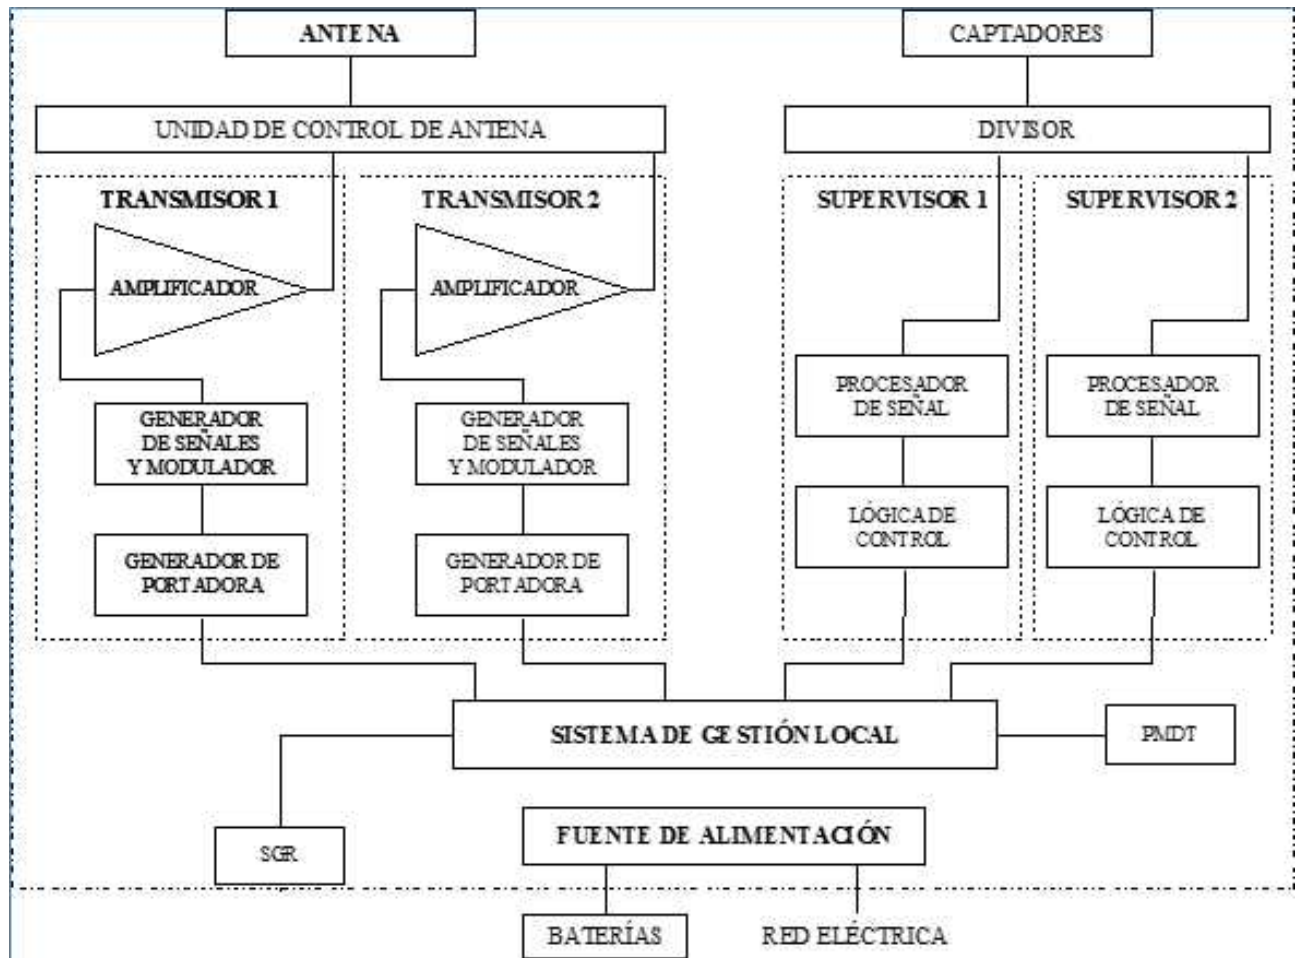 ANTENA
CAPTADORES
UNIDAD DE CONTROL DE ANTENA
DIVISOR
TRANSMISOR 1
TRANSMISOR 2
SUPERVISOR 1
SUPERVISOR 2
AMPLIFICADOR
AMPLIFICADOR
PROCESADOR
DE SEÑAL
PROCESADOR
DE SEÑAL
GENERADOR
DE SEÑALES
Y MODULADOR
GENERADOR
DE SEÑALES
Y MODULADOR
LÓGICA DE
CONTROL
LÓGICA DE
CONTROL
GENERADOR DE
PORTADORA
GENERADOR DE
PORTADORA
SISTEMA DE GESTIÓN LOCAL
PMDT
SGR
FUENTE DE ALIMENTACIÓN
BATERÍAS
RED ELÉCTRICA